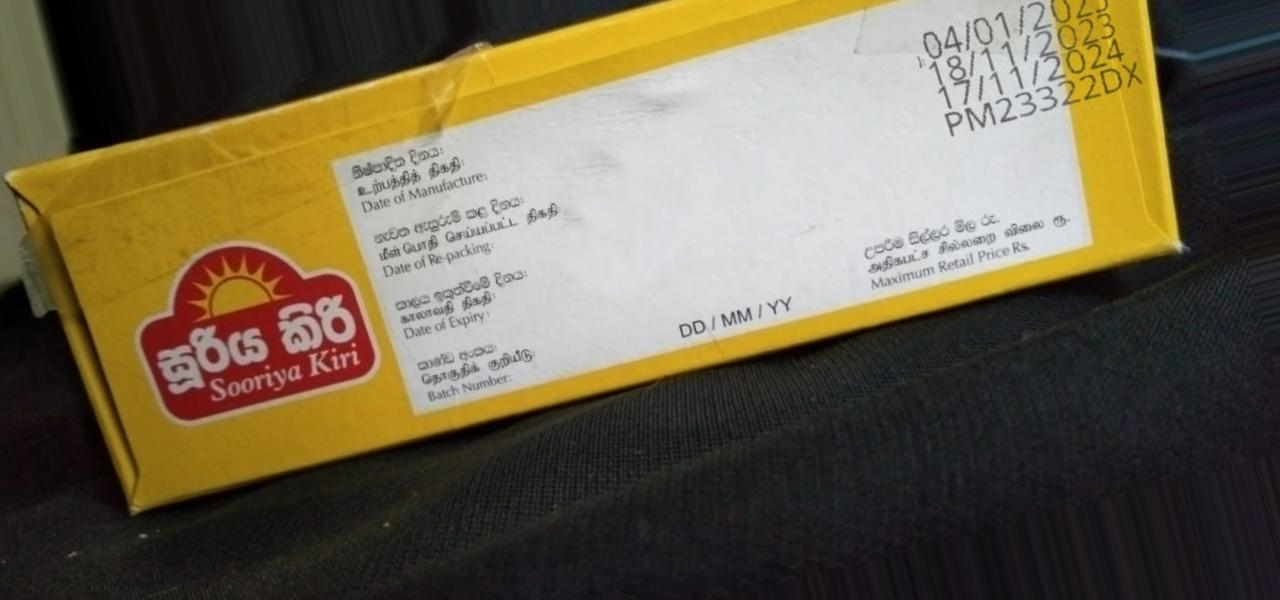 සූරිය කිරි
Sooriya Kiri
නිෂ්පාදිත දිනය:
உற்பத்தித் திகதி:
Date of Manufacture:
නැවත ඇසුරුම් කල දිනය:
மீள் பொதி செய்யப்பட்ட திகதி:
Date of Re-packing:
කාලය ඉකුත්වීමේ දිනය:
காலாவதி திகதி:
Date of Expiry:
කාණ්ඩ අංකය:
தொகுதிக் குறியீடு:
Batch Number:
DD / MM / YY
04/01/2023
18/11/2023
17/11/2024
PM23322DX
උපරිම සිල්ලර මිල රු.
அதிகபட்ச சில்லறை விலை ரூ.
Maximum Retail Price Rs.